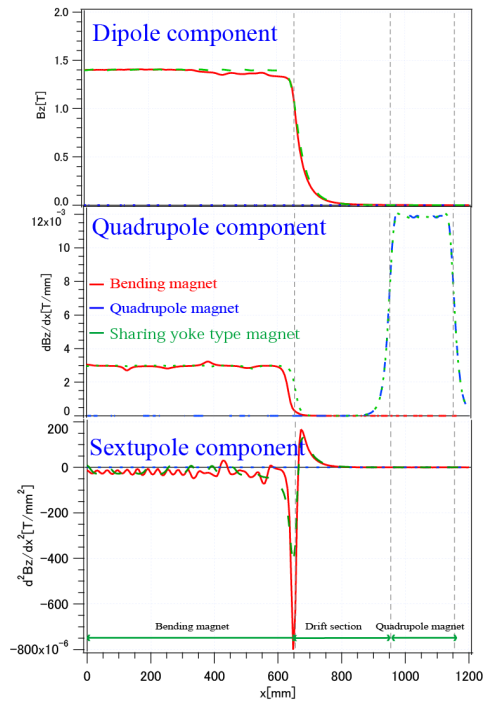 Dipole component
2.0
1.5
1.0
0.5
0.0
Bz[T]
Quadrupole component
12x10⁻³
10
8
6
4
2
0
dBz/dx[T/mm]
Bending magnet
Quadrupole magnet
Sharing yoke type magnet
Sextupole component
200
0
-200
-400
-600
-800x10⁻⁶
d²Bz/dx²[T/mm²]
Bending magnet Drift section Quadrupole magnet
0 200 400 600 800 1000 1200
x[mm]